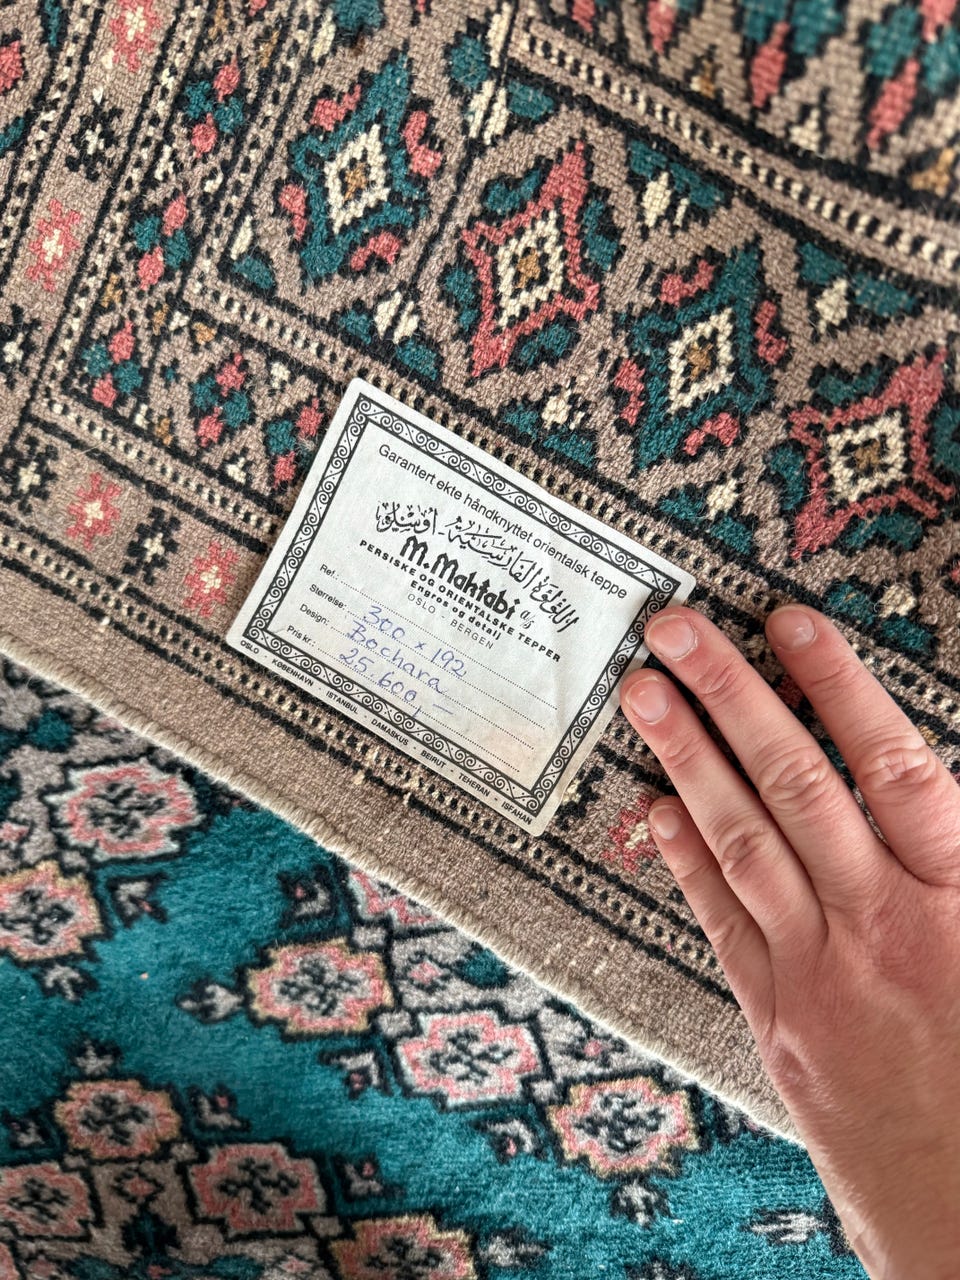 Garantert ekte håndknyttet orientalsk teppe
M. Mahtabi a/s
PERSISKE OG ORIENTALSKE TEPPER
Engros og detalj
OSLO - BERGEN
Ref.:
Størrelse: 300 x 192
Design: Bochara
Pris kr.: 25.600,-
OSLO - KØBENHAVN - ISTANBUL - DAMASKUS - BEIRUT - TEHERAN - ISFAHAN